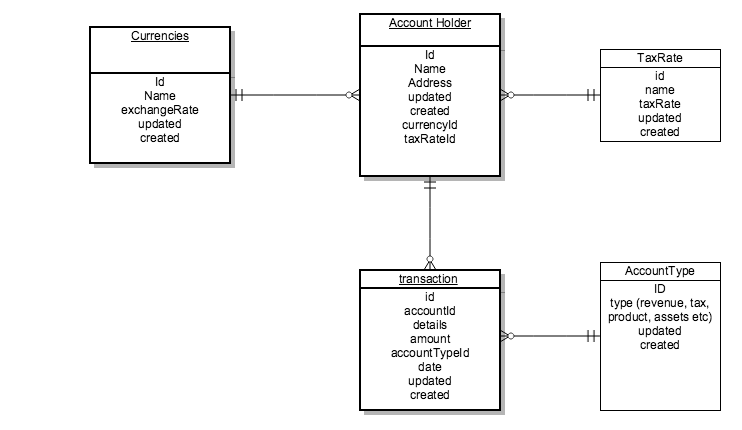 Currencies
Id
Name
exchangeRate
updated
created
Account Holder
Id
Name
Address
updated
created
currencyId
taxRateId
TaxRate
id
name
taxRate
updated
created
transaction
id
accountId
details
amount
accountTypeId
date
updated
created
AccountType
ID
type (revenue, tax,
product, assets etc)
updated
created